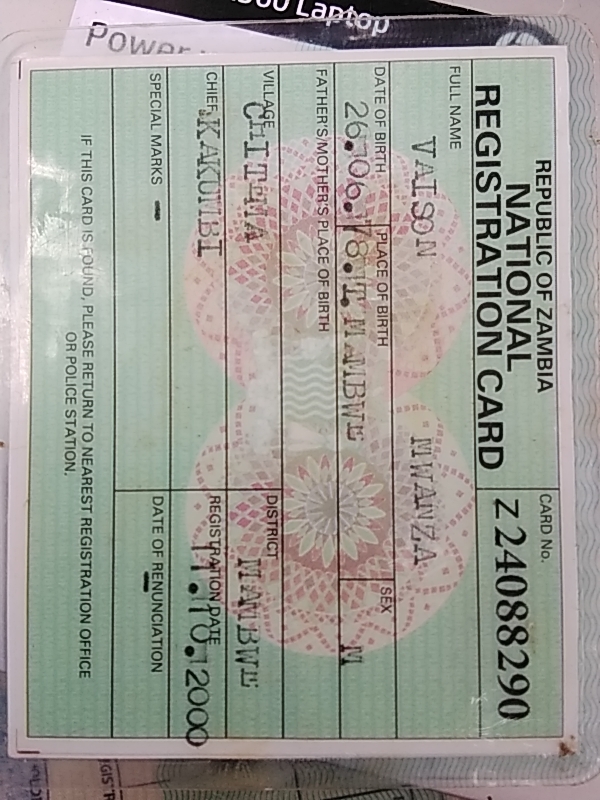 REPUBLIC OF ZAMBIA
NATIONAL
REGISTRATION CARD
CARD No.
Z 24088290
FULL NAME
VAISON MWANZA
DATE OF BIRTH PLACE OF BIRTH SEX
26.06.78. MAMBWE M
FATHER'S/MOTHER'S PLACE OF BIRTH
VILLAGE DISTRICT
CHITEMA MAMBWE
CHIEF REGISTRATION DATE
KAKUMBI 11.10.2000
SPECIAL MARKS - DATE OF RENUNCIATION -
IF THIS CARD IS FOUND, PLEASE RETURN TO NEAREST REGISTRATION OFFICE
OR POLICE STATION.
Laptop
Power